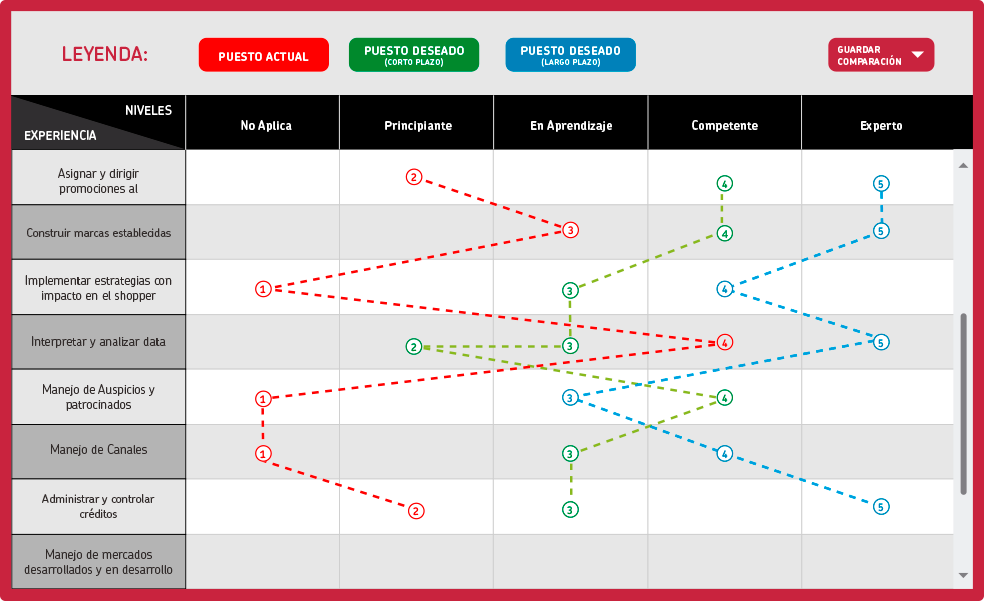 LEYENDA:
PUESTO ACTUAL
PUESTO DESEADO
(CORTO PLAZO)
PUESTO DESEADO
(LARGO PLAZO)
GUARDAR
COMPARACIÓN
NIVELES
EXPERIENCIA
No Aplica
Principiante
En Aprendizaje
Competente
Experto
Asignar y dirigir
promociones al
2 4 5
Construir marcas establecidas
3 4 5
Implementar estrategias con
impacto en el shopper
1 3 4
Interpretar y analizar data
2 3 4 5
Manejo de Auspicios y
patrocinados
1 3 4
Manejo de Canales
1 3 4
Administrar y controlar
créditos
2 3 5
Manejo de mercados
desarrollados y en desarrollo